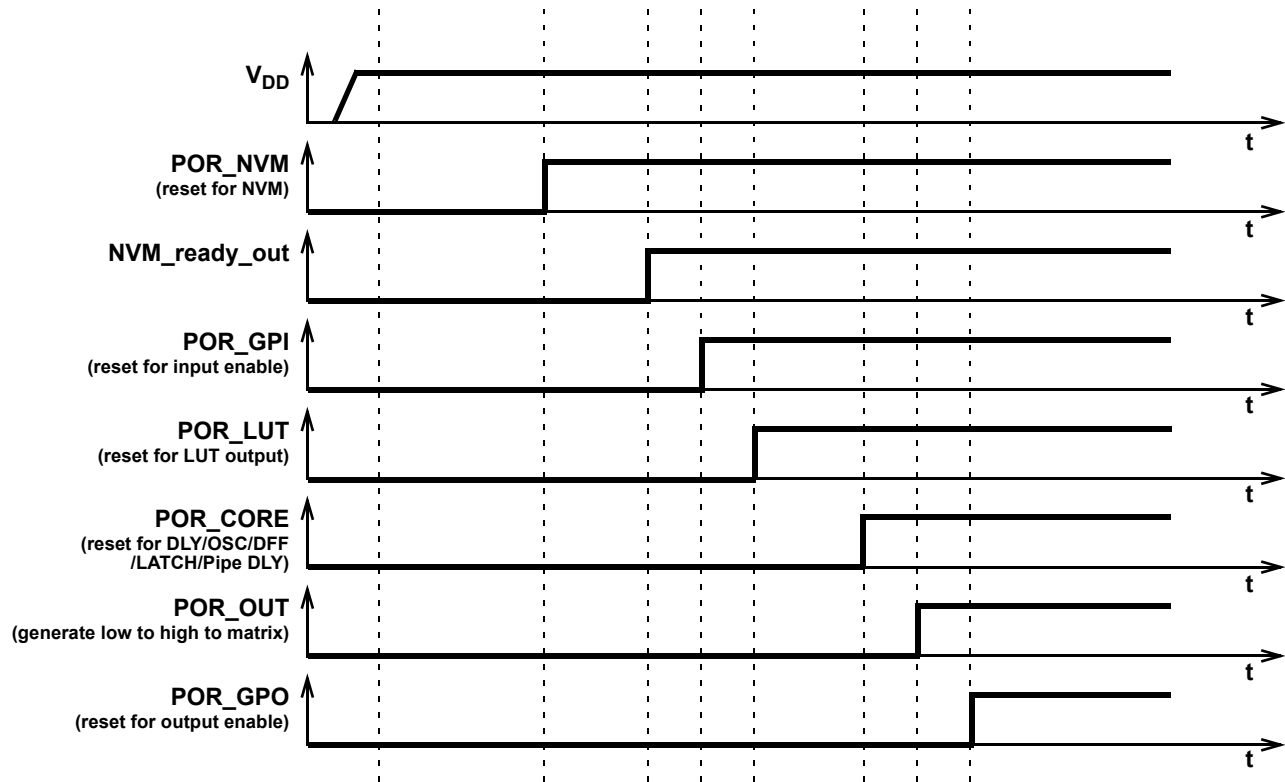 VDD
t
POR_NVM
(reset for NVM)
t
NVM_ready_out
t
POR_GPI
(reset for input enable)
t
POR_LUT
(reset for LUT output)
t
POR_CORE
(reset for DLY/OSC/DFF
/LATCH/Pipe DLY)
t
POR_OUT
(generate low to high to matrix)
t
POR_GPO
(reset for output enable)
t